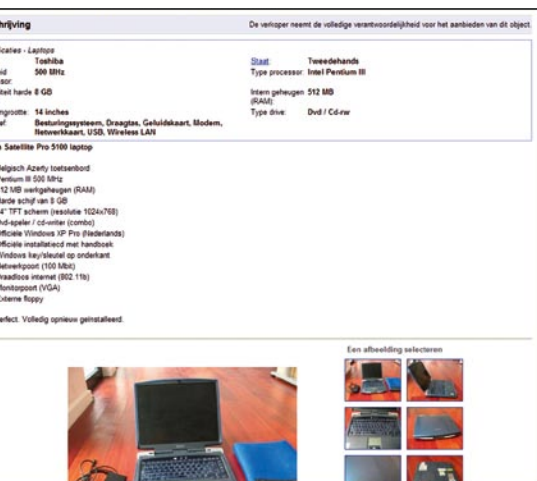 hrijving
De verkoper neemt de volledige verantwoordelijkheid voor het aanbieden van dit object.
icaties - Laptops
Toshiba
Staat: Tweedehands
id 500 MHz
Type processor: Intel Pentium III
sor:
iteit harde 8 GB
Intern geheugen 512 MB
(RAM):
mgrootte: 14 inches
Type drive: Dvd / Cd-rw
ef: Besturingssysteem, Draagtas, Geluidskaart, Modem,
Netwerkkaart, USB, Wireless LAN
a Satellite Pro 5100 laptop
elgisch Azerty toetsenbord
entium III 500 MHz
12 MB werkgeheugen (RAM)
arde schijf van 8 GB
4" TFT scherm (resolutie 1024x768)
vd-speler / cd-writer (combo)
fficiële Windows XP Pro (Nederlands)
fficiële installatiecd met handboek
Windows key/sleutel op onderkant
etwerkpoort (100 Mbit)
raadloos internet (802.11b)
onitorpoort (VGA)
xterne floppy
erfect. Volledig opnieuw geïnstalleerd.
Een afbeelding selecteren